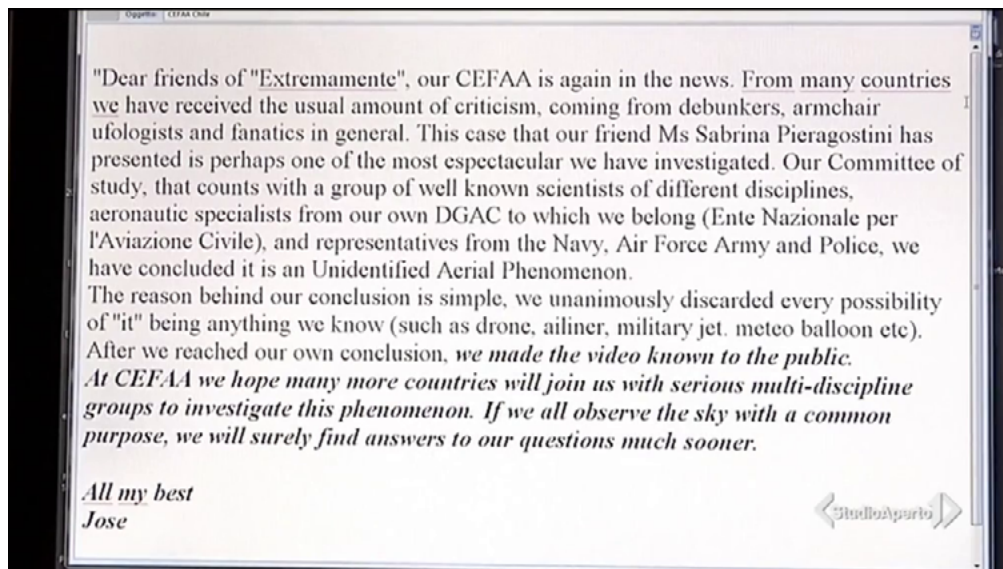 Oggetto: CEFAA Chile
"Dear friends of "Extremamente", our CEFAA is again in the news. From many countries
we have received the usual amount of criticism, coming from debunkers, armchair
ufologists and fanatics in general. This case that our friend Ms Sabrina Pieragostini has
presented is perhaps one of the most espectacular we have investigated. Our Committee of
study, that counts with a group of well known scientists of different disciplines,
aeronautic specialists from our own DGAC to which we belong (Ente Nazionale per
l'Aviazione Civile), and representatives from the Navy, Air Force Army and Police, we
have concluded it is an Unidentified Aerial Phenomenon.
The reason behind our conclusion is simple, we unanimously discarded every possibility
of "it" being anything we know (such as drone, ailiner, military jet. meteo balloon etc).
After we reached our own conclusion, we made the video known to the public.
At CEFAA we hope many more countries will join us with serious multi-discipline
groups to investigate this phenomenon. If we all observe the sky with a common
purpose, we will surely find answers to our questions much sooner.
All my best
Jose
StudioAperto